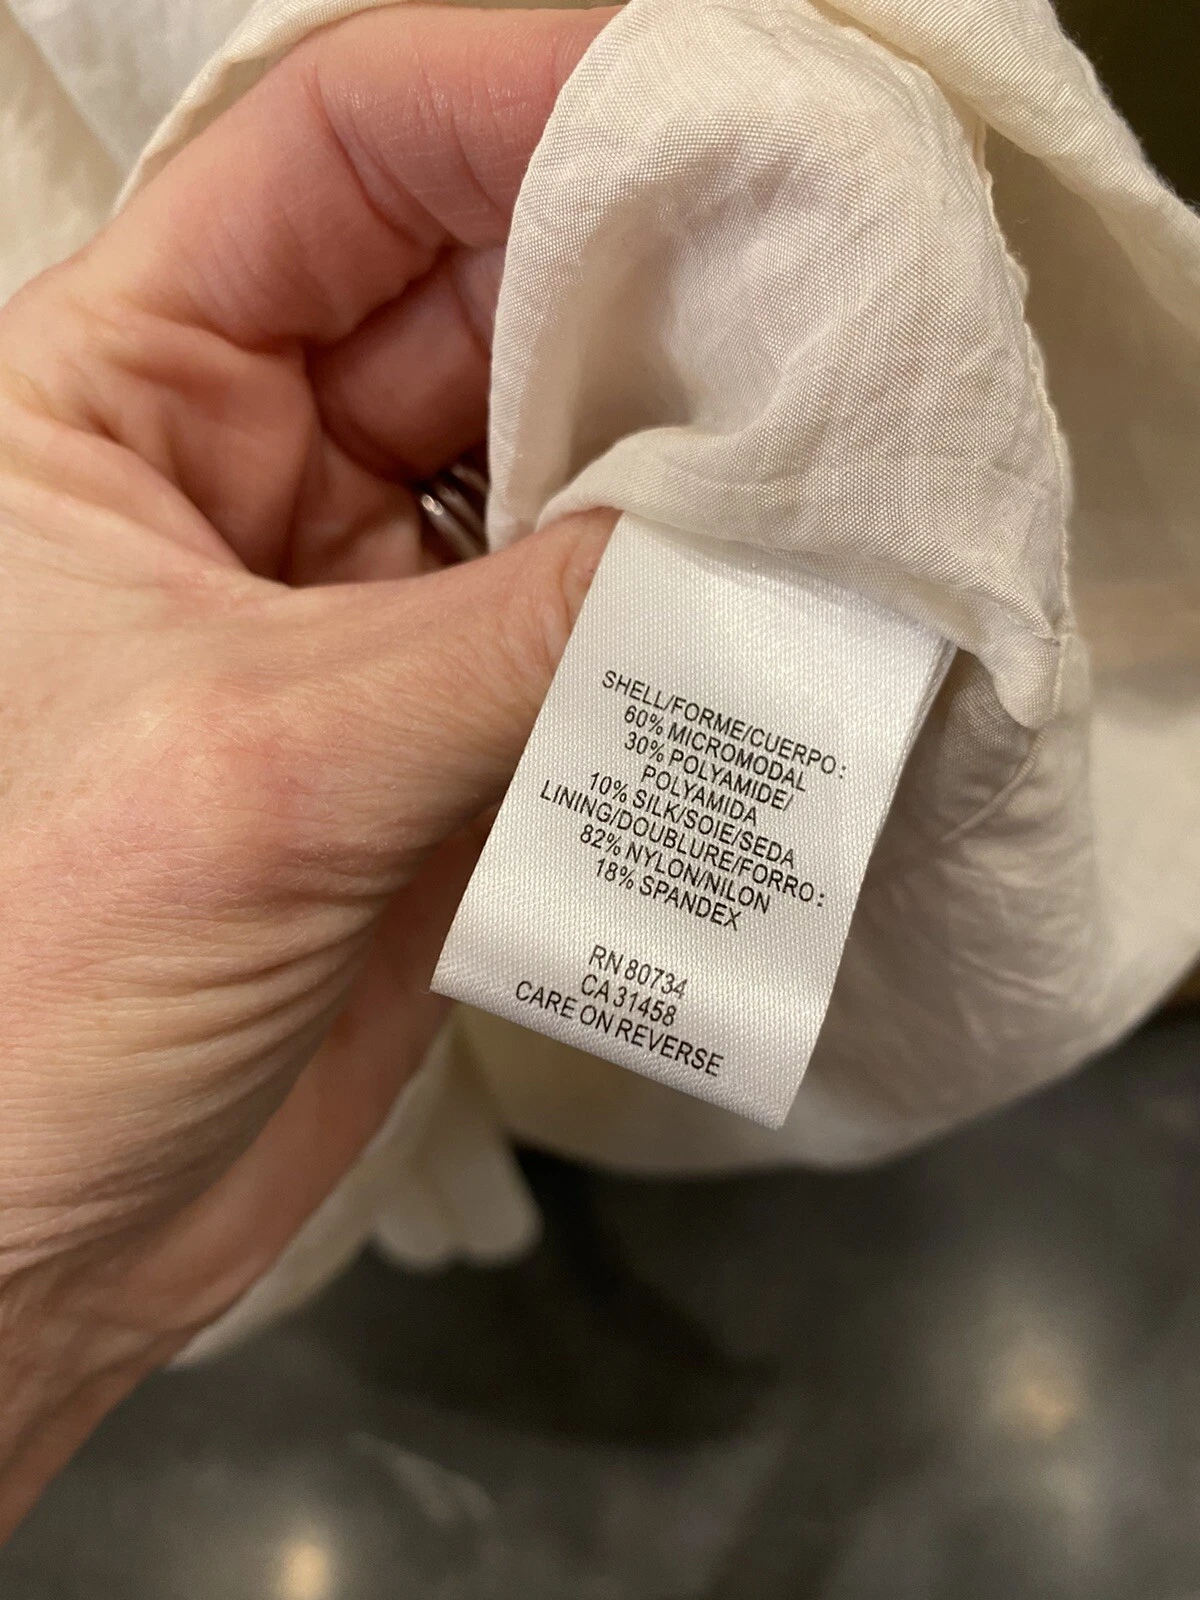 SHELL/FORME/CUERPO:
60% MICROMODAL
30% POLYAMIDE/
POLYAMIDA
10% SILK/SOIE/SEDA
LINING/DOUBLURE/FORRO:
82% NYLON/NILON
18% SPANDEX
RN 80734
CA 31458
CARE ON REVERSE